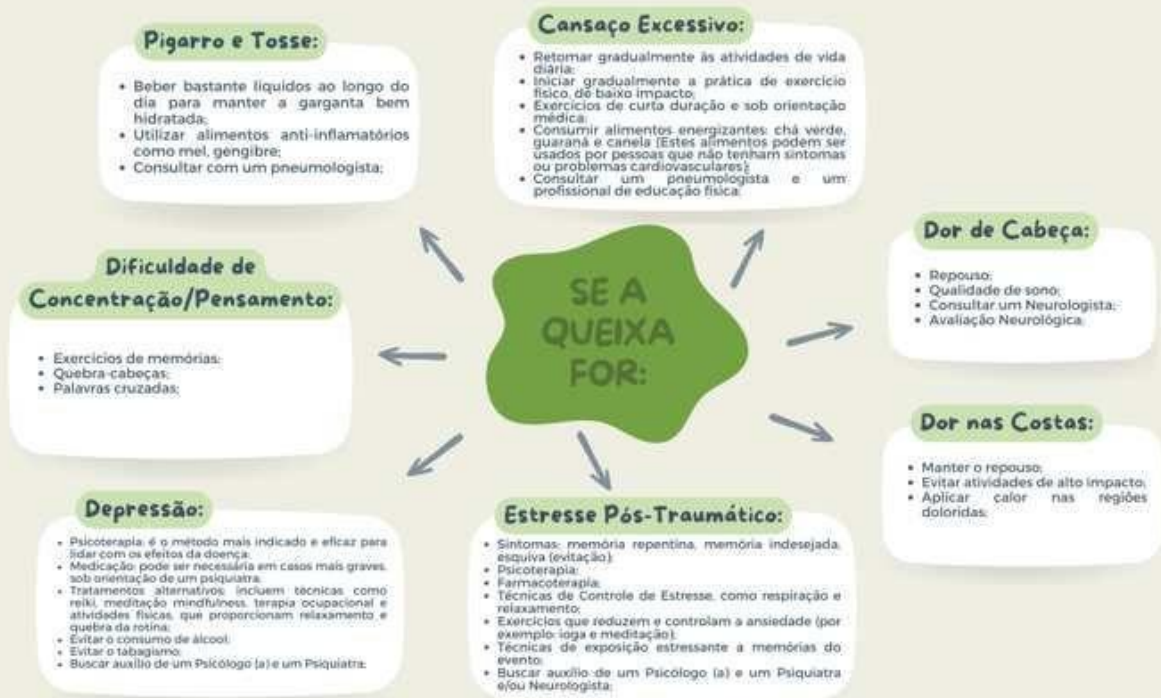 Pigarro e Tosse:
• Beber bastante líquidos ao longo do
dia para manter a garganta bem
hidratada;
• Utilizar alimentos anti-inflamatórios
como mel, gengibre;
• Consultar com um pneumologista;
Cansaço Excessivo:
• Retomar gradualmente às atividades de vida
diária;
• Iniciar gradualmente a prática de exercício
físico, de baixo impacto;
• Exercícios de curta duração e sob orientação
médica;
• Consumir alimentos energizantes: chá verde,
guaraná e canela (Estes alimentos podem ser
usados por pessoas que não tenham sintomas
ou problemas cardiovasculares);
• Consultar um pneumologista e um
profissional de educação física;
Dificuldade de
Concentração/Pensamento:
• Exercícios de memórias;
• Quebra-cabeças;
• Palavras cruzadas;
SE A
QUEIXA
FOR:
Dor de Cabeça:
• Repouso;
• Qualidade de sono;
• Consultar um Neurologista;
• Avaliação Neurológica;
Dor nas Costas:
• Manter o repouso;
• Evitar atividades de alto impacto;
• Aplicar calor nas regiões
doloridas;
Depressão:
• Psicoterapia: é o método mais indicado e eficaz para
lidar com os efeitos da doença;
• Medicação: pode ser necessária em casos mais graves,
sob orientação de um psiquiatra;
• Tratamentos alternativos: incluem técnicas como
reiki, meditação mindfulness, terapia ocupacional e
atividades físicas, que proporcionam relaxamento e
quebra da rotina;
• Evitar o consumo de álcool;
• Evitar o tabagismo;
• Buscar auxílio de um Psicólogo (a) e um Psiquiatra;
Estresse Pós-Traumático:
• Sintomas: memória repentina, memória indesejada,
esquiva (evitação);
• Psicoterapia;
• Farmacoterapia;
• Técnicas de Controle de Estresse, como respiração e
relaxamento;
• Exercícios que reduzem e controlam a ansiedade (por
exemplo: ioga e meditação);
• Técnicas de exposição estressante a memórias do
evento;
• Buscar auxílio de um Psicólogo (a) e um Psiquiatra
e/ou Neurologista;